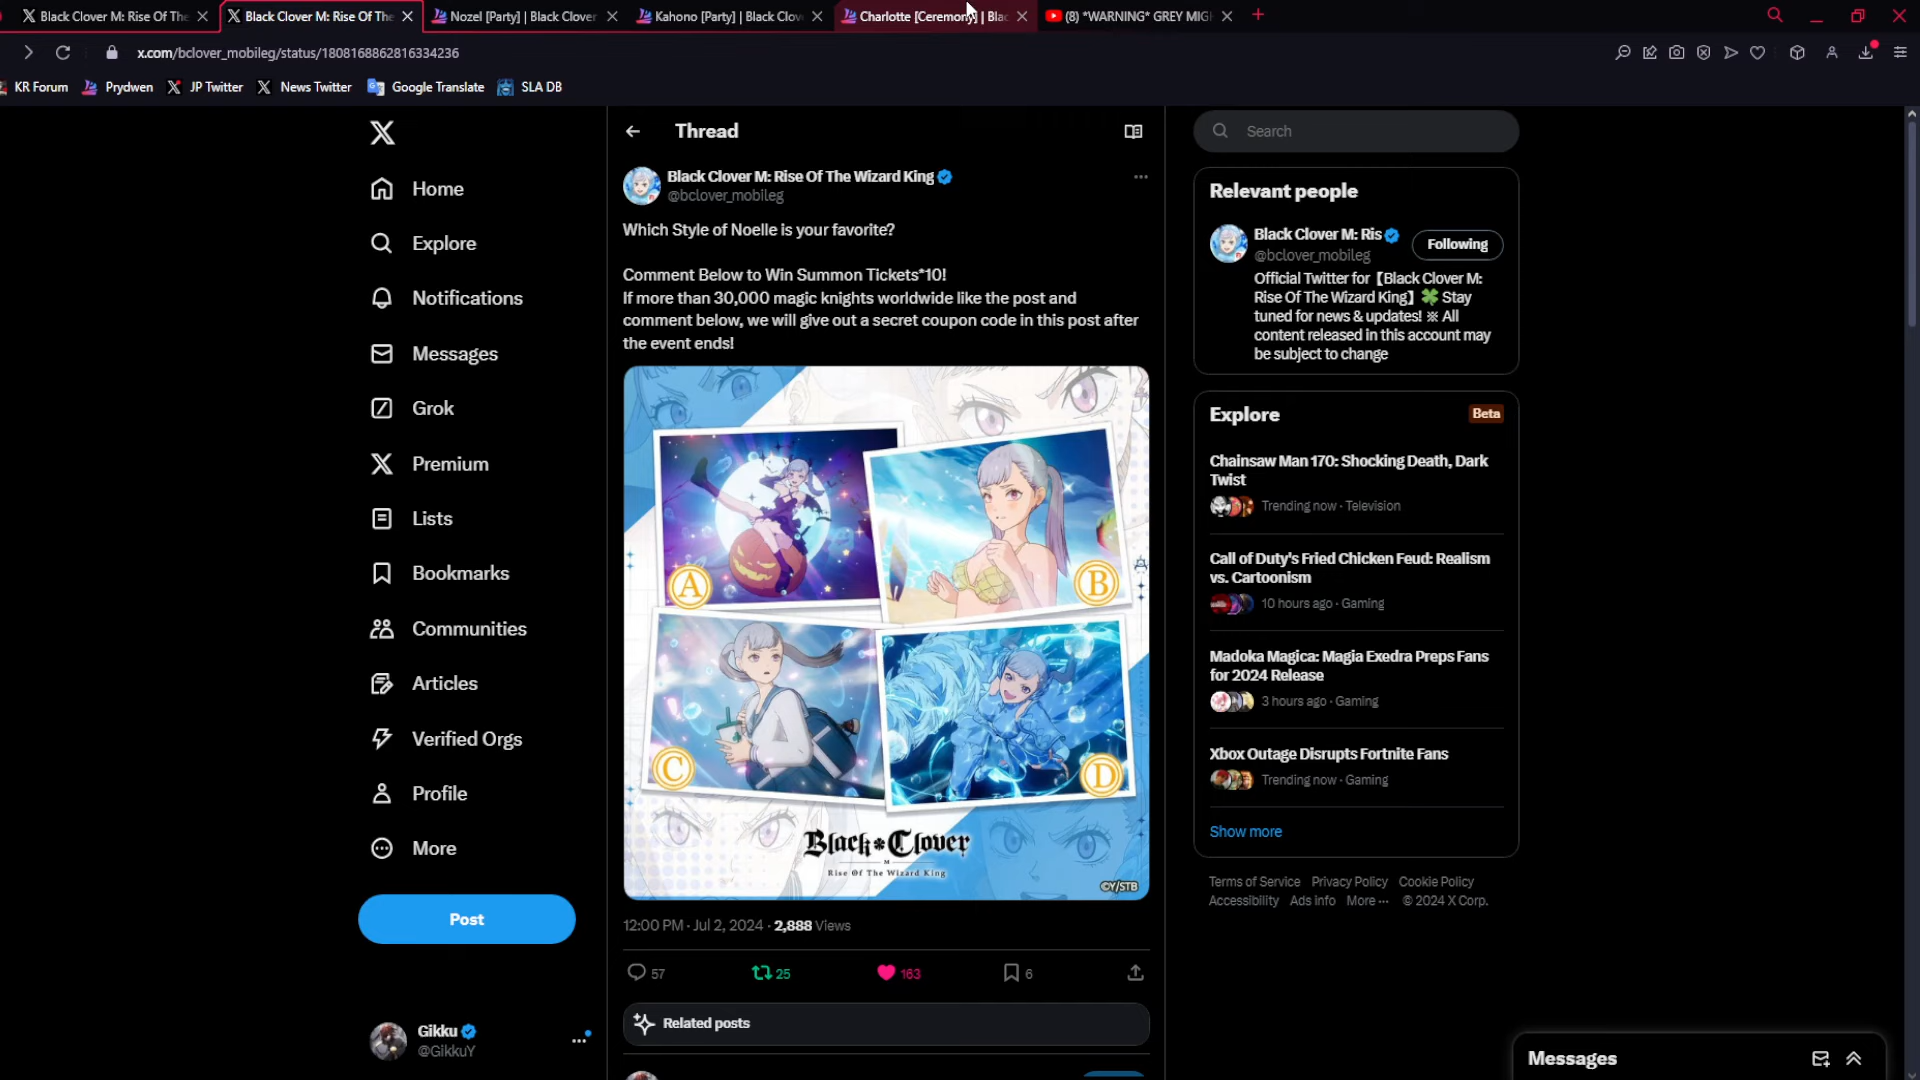 Black Clover M: Rise Of The
Black Clover M: Rise Of The
Nozel [Party] | Black Clover
Kahono [Party] | Black Clov
Charlotte [Ceremony] | Blac
(8) *WARNING* GREY MIG
x.com/bclover_mobileg/status/1808168862816334236
KR Forum
Prydwen
JP Twitter
News Twitter
Google Translate
SLA DB
Home
Explore
Notifications
Messages
Grok
Premium
Lists
Bookmarks
Communities
Articles
Verified Orgs
Profile
More
Post
Gikku
@GikkuY
Thread
Black Clover M: Rise Of The Wizard King
@bclover_mobileg
Which Style of Noelle is your favorite?
Comment Below to Win Summon Tickets*10!
If more than 30,000 magic knights worldwide like the post and
comment below, we will give out a secret coupon code in this post after
the event ends!
A
B
C
D
Black Clover
M
Rise Of The Wizard King
©Y/STB
12:00 PM · Jul 2, 2024 · 2,888 Views
57
25
163
6
Related posts
Search
Relevant people
Black Clover M: Ris
@bclover_mobileg
Following
Official Twitter for【Black Clover M:
Rise Of The Wizard King】🍀 Stay
tuned for news & updates! ※ All
content released in this account may
be subject to change
Explore
Beta
Chainsaw Man 170: Shocking Death, Dark
Twist
Trending now · Television
Call of Duty's Fried Chicken Feud: Realism
vs. Cartoonism
10 hours ago · Gaming
Madoka Magica: Magia Exedra Preps Fans
for 2024 Release
3 hours ago · Gaming
Xbox Outage Disrupts Fortnite Fans
Trending now · Gaming
Show more
Terms of Service Privacy Policy Cookie Policy
Accessibility Ads info More ··· © 2024 X Corp.
Messages